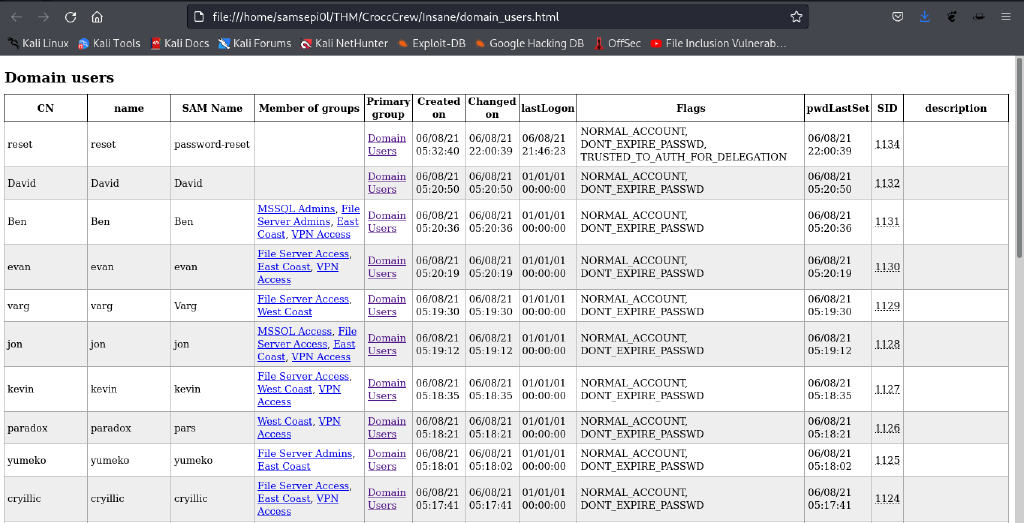 file:///home/samsepi0l/THM/CroccCrew/Insane/domain_users.html
Kali Linux Kali Tools Kali Docs Kali Forums Kali NetHunter Exploit-DB Google Hacking DB OffSec File Inclusion Vulnerab…
Domain users
CN name SAM Name Member of groups Primary group Created on Changed on lastLogon Flags pwdLastSet SID description
reset reset password-reset Domain Users 06/08/21 05:32:40 06/08/21 22:00:39 06/08/21 21:46:23 NORMAL_ACCOUNT, DONT_EXPIRE_PASSWD, TRUSTED_TO_AUTH_FOR_DELEGATION 06/08/21 22:00:39 1134
David David David Domain Users 06/08/21 05:20:50 06/08/21 05:20:50 01/01/01 00:00:00 NORMAL_ACCOUNT, DONT_EXPIRE_PASSWD 06/08/21 05:20:50 1132
Ben Ben Ben MSSQL Admins, File Server Admins, East Coast, VPN Access Domain Users 06/08/21 05:20:36 06/08/21 05:20:36 01/01/01 00:00:00 NORMAL_ACCOUNT, DONT_EXPIRE_PASSWD 06/08/21 05:20:36 1131
evan evan evan File Server Access, East Coast, VPN Access Domain Users 06/08/21 05:20:19 06/08/21 05:20:19 01/01/01 00:00:00 NORMAL_ACCOUNT, DONT_EXPIRE_PASSWD 06/08/21 05:20:19 1130
varg varg Varg File Server Access, West Coast Domain Users 06/08/21 05:19:30 06/08/21 05:19:30 01/01/01 00:00:00 NORMAL_ACCOUNT, DONT_EXPIRE_PASSWD 06/08/21 05:19:30 1129
jon jon jon MSSQL Access, File Server Access, East Coast, VPN Access Domain Users 06/08/21 05:19:12 06/08/21 05:19:12 01/01/01 00:00:00 NORMAL_ACCOUNT, DONT_EXPIRE_PASSWD 06/08/21 05:19:12 1128
kevin kevin kevin File Server Access, West Coast, VPN Access Domain Users 06/08/21 05:18:35 06/08/21 05:18:35 01/01/01 00:00:00 NORMAL_ACCOUNT, DONT_EXPIRE_PASSWD 06/08/21 05:18:35 1127
paradox paradox pars West Coast, VPN Access Domain Users 06/08/21 05:18:21 06/08/21 05:18:21 01/01/01 00:00:00 NORMAL_ACCOUNT, DONT_EXPIRE_PASSWD 06/08/21 05:18:21 1126
yumeko yumeko yumeko File Server Admins, East Coast Domain Users 06/08/21 05:18:01 06/08/21 05:18:02 01/01/01 00:00:00 NORMAL_ACCOUNT, DONT_EXPIRE_PASSWD 06/08/21 05:18:02 1125
cryillic cryillic cryillic File Server Access, East Coast, VPN Access Domain Users 06/08/21 05:17:41 06/08/21 05:17:41 01/01/01 00:00:00 NORMAL_ACCOUNT, DONT_EXPIRE_PASSWD 06/08/21 05:17:41 1124